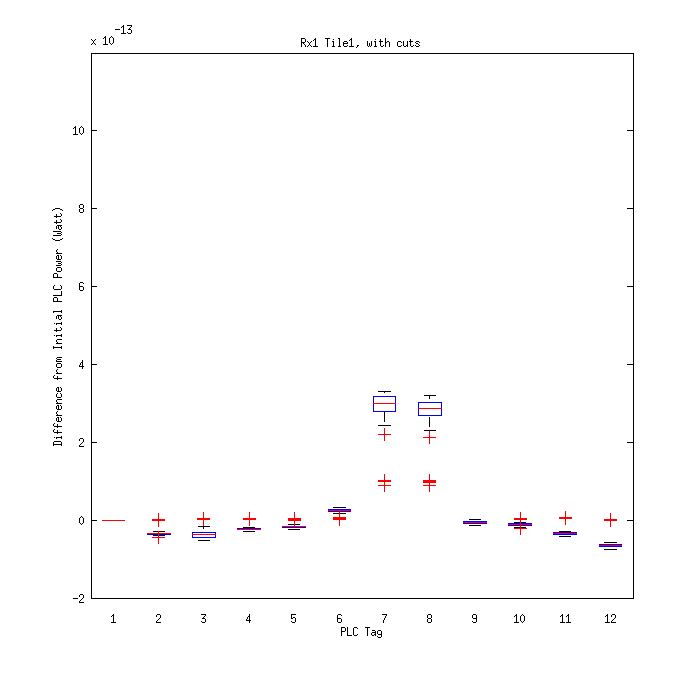 x 10^-13
Rx1 Tile1, with cuts
Difference from Initial PLC Power (Watt)
10
8
6
4
2
0
-2
1 2 3 4 5 6 7 8 9 10 11 12
PLC Tag